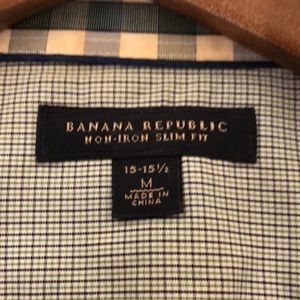 BANANA REPUBLIC
NON-IRON SLIM FIT
15-15½
M
MADE IN
CHINA